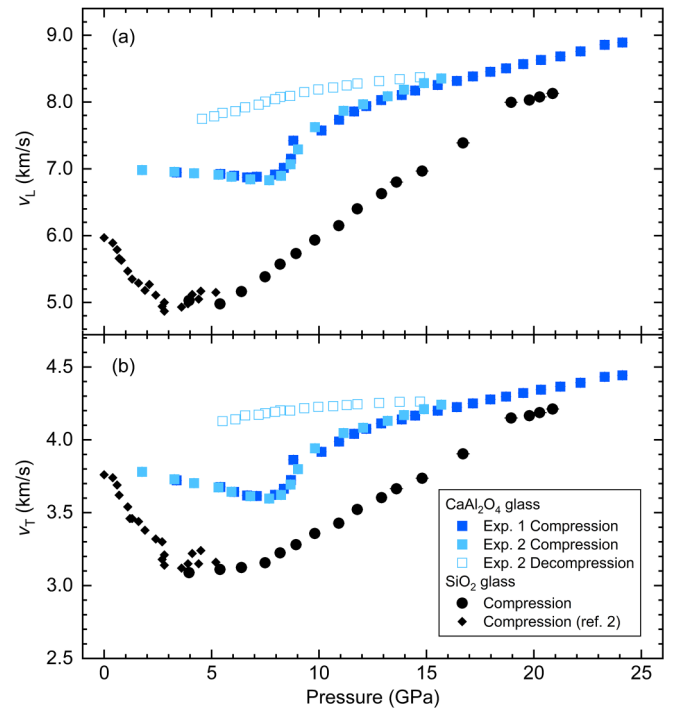 (a)
9.0
8.0
7.0
6.0
5.0
v_L (km/s)
(b)
4.5
4.0
3.5
3.0
2.5
v_T (km/s)
CaAl₂O₄ glass
Exp. 1 Compression
Exp. 2 Compression
Exp. 2 Decompression
SiO₂ glass
Compression
Compression (ref. 2)
0 5 10 15 20 25
Pressure (GPa)